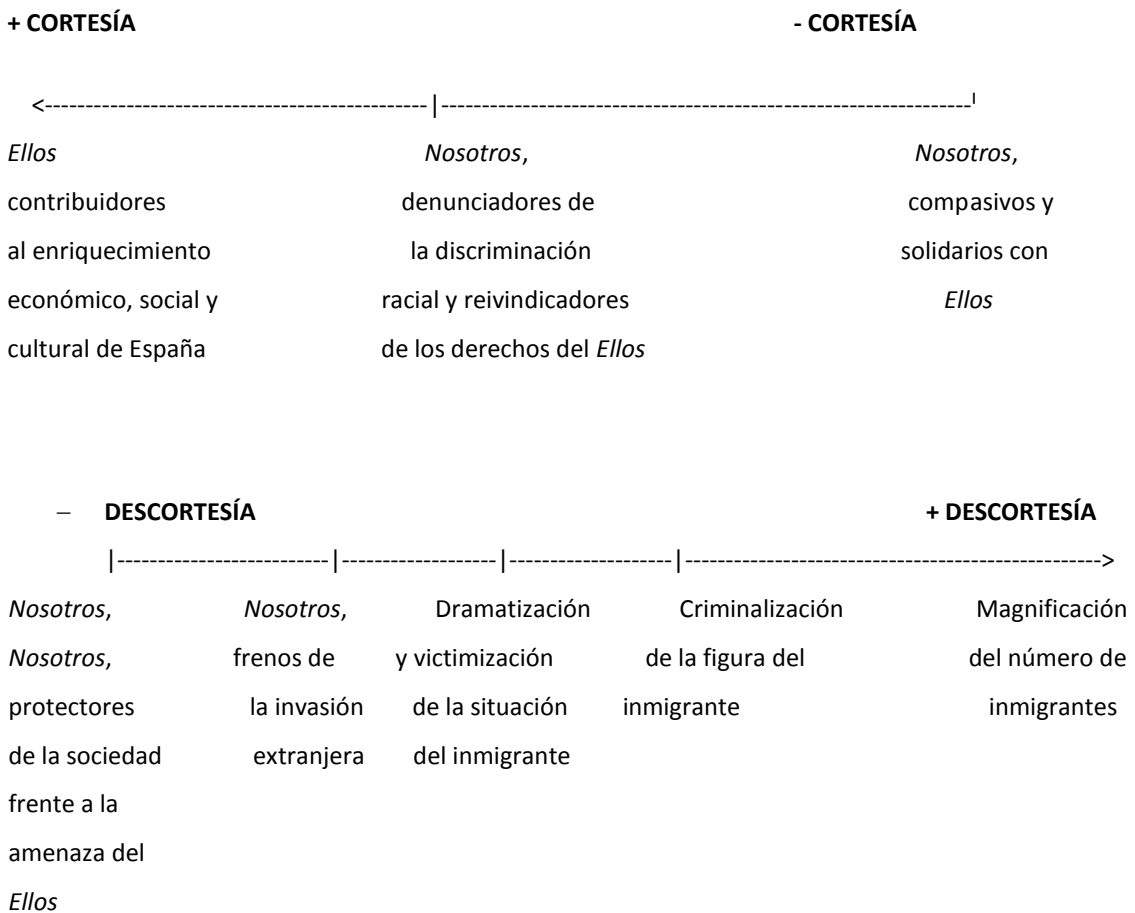 + CORTESÍA - CORTESÍA
<-----------------------------------------------|------------------------------------------------------------------ˈ
Ellos Nosotros, Nosotros,
contribuidores denunciadores de compasivos y
al enriquecimiento la discriminación solidarios con
económico, social y racial y reivindicadores Ellos
cultural de España de los derechos del Ellos
– DESCORTESÍA + DESCORTESÍA
|--------------------------|-------------------|--------------------|---------------------------------------------------->
Nosotros, Nosotros, Dramatización Criminalización Magnificación
Nosotros, frenos de y victimización de la figura del del número de
protectores la invasión de la situación inmigrante inmigrantes
de la sociedad extranjera del inmigrante
frente a la
amenaza del
Ellos